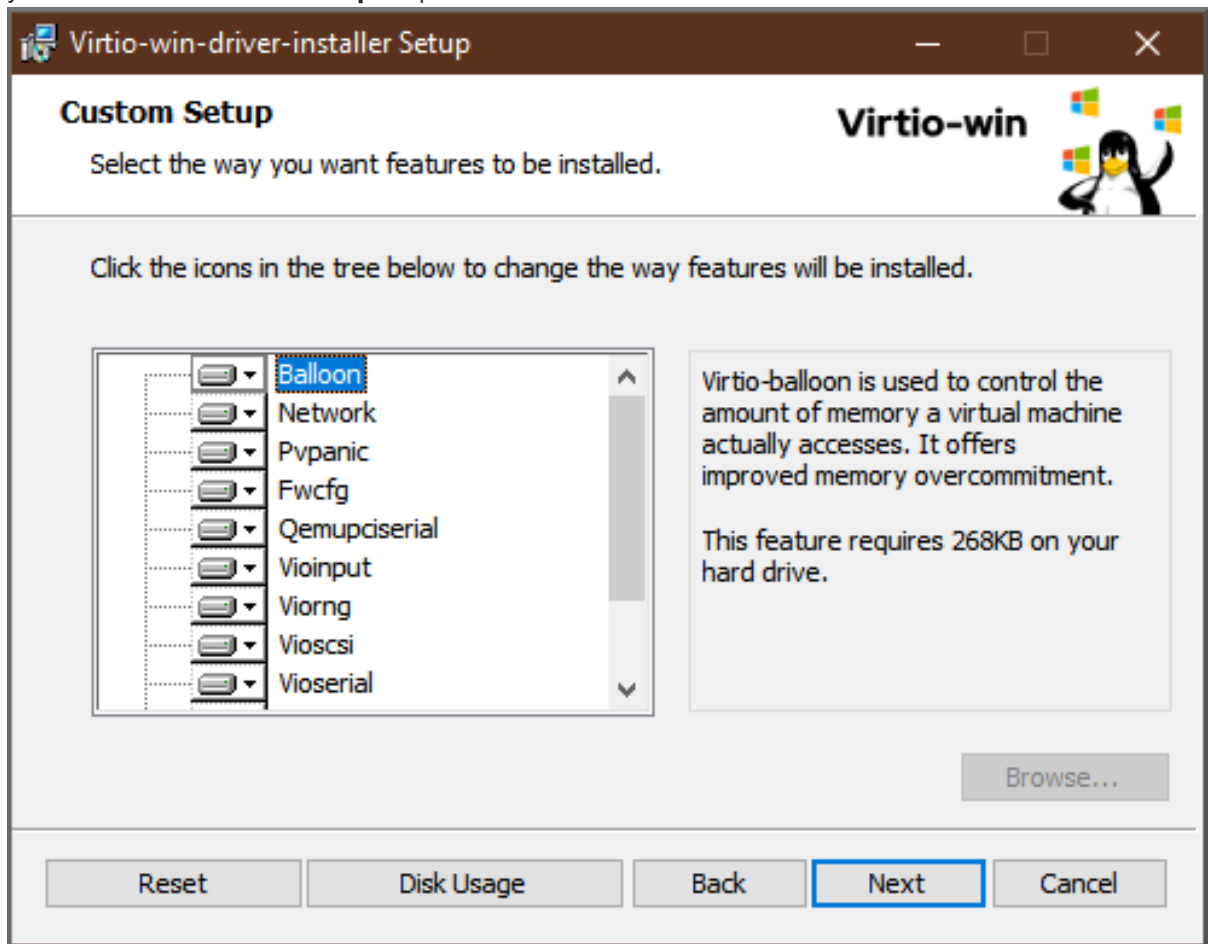 Virtio-win-driver-installer Setup
Custom Setup
Virtio-win
Select the way you want features to be installed.
Click the icons in the tree below to change the way features will be installed.
Balloon
Network
Pvpanic
Fwcfg
Qemupciserial
Vioinput
Viorng
Vioscsi
Vioserial
Virtio-balloon is used to control the
amount of memory a virtual machine
actually accesses. It offers
improved memory overcommitment.
This feature requires 268KB on your
hard drive.
Browse...
Reset
Disk Usage
Back
Next
Cancel